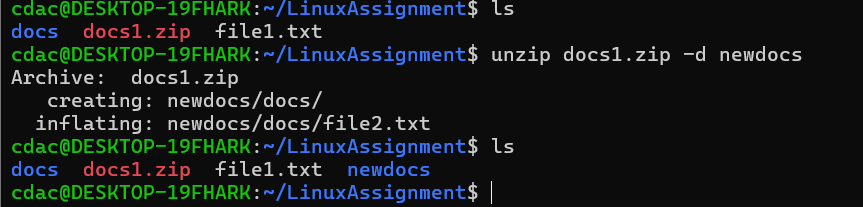 cdac@DESKTOP-19FHARK:~/LinuxAssignment$ ls
docs  docs1.zip  file1.txt
cdac@DESKTOP-19FHARK:~/LinuxAssignment$ unzip docs1.zip -d newdocs
Archive:  docs1.zip
   creating: newdocs/docs/
  inflating: newdocs/docs/file2.txt
cdac@DESKTOP-19FHARK:~/LinuxAssignment$ ls
docs  docs1.zip  file1.txt  newdocs
cdac@DESKTOP-19FHARK:~/LinuxAssignment$